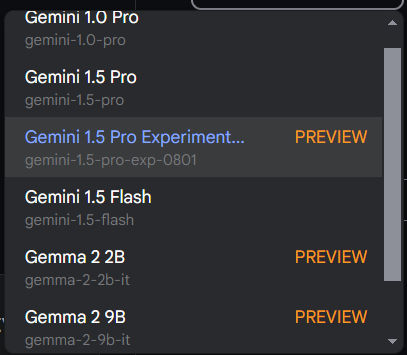 Gemini 1.0 Pro
gemini-1.0-pro
Gemini 1.5 Pro
gemini-1.5-pro
Gemini 1.5 Pro Experiment... PREVIEW
gemini-1.5-pro-exp-0801
Gemini 1.5 Flash
gemini-1.5-flash
Gemma 2 2B PREVIEW
gemma-2-2b-it
Gemma 2 9B PREVIEW
gemma-2-9b-it